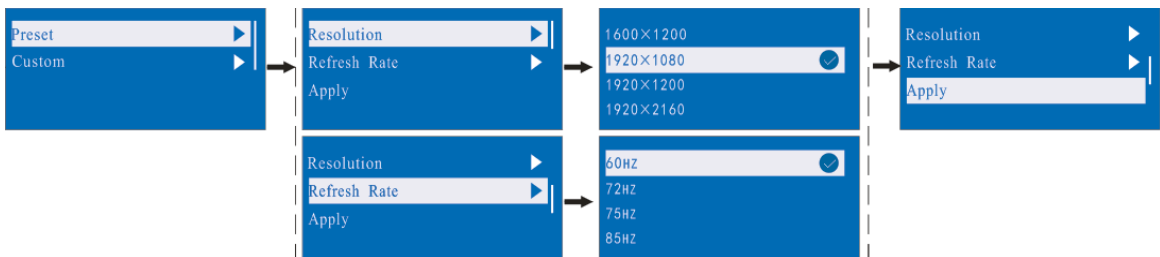 Preset
Custom
Resolution
Refresh Rate
Apply
1600×1200
1920×1080
1920×1200
1920×2160
Resolution
Refresh Rate
Apply
Resolution
Refresh Rate
Apply
60HZ
72HZ
75HZ
85HZ